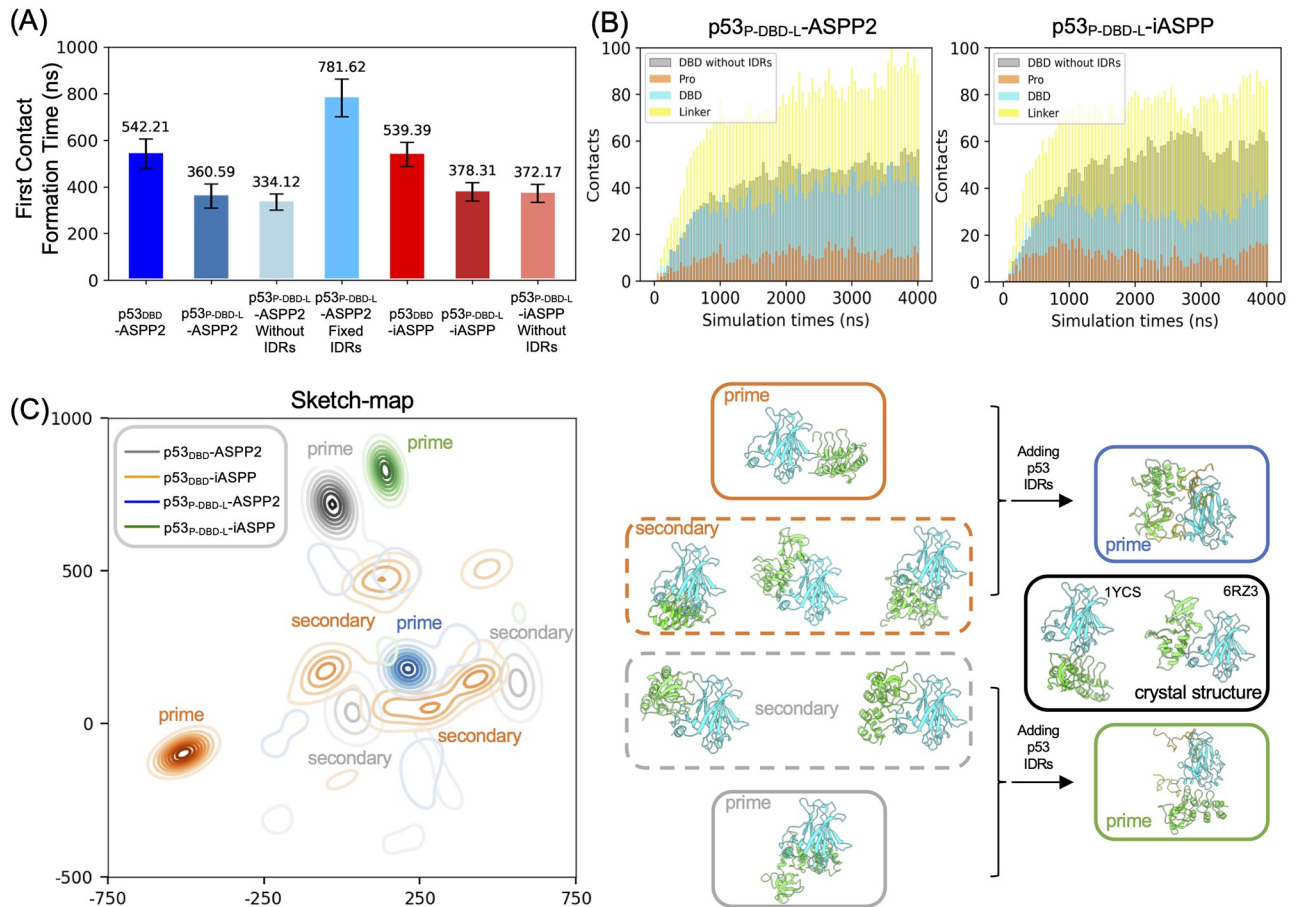 (A)
First Contact
Formation Time (ns)
1000
800
600
400
200
0
542.21
360.59
334.12
781.62
539.39
378.31
372.17
p53DBD
-ASPP2
p53P-DBD-L
-ASPP2
p53P-DBD-L
-ASPP2
Without
IDRs
p53P-DBD-L
-ASPP2
Fixed
IDRs
p53DBD
-iASPP
p53P-DBD-L
-iASPP
p53P-DBD-L
-iASPP
Without
IDRs
(B)
p53P-DBD-L-ASPP2
Contacts
100
80
60
40
20
0
DBD without IDRs
Pro
DBD
Linker
0
1000
2000
3000
4000
Simulation times (ns)
p53P-DBD-L-iASPP
Contacts
100
80
60
40
20
0
DBD without IDRs
Pro
DBD
Linker
0
1000
2000
3000
4000
Simulation times (ns)
(C)
Sketch-map
1000
500
0
-500
-750
-250
250
750
p53DBD-ASPP2
p53DBD-iASPP
p53P-DBD-L-ASPP2
p53P-DBD-L-iASPP
prime
prime
secondary
prime
secondary
prime
secondary
secondary
prime
secondary
secondary
prime
Adding
p53
IDRs
prime
1YCS
6RZ3
crystal structure
Adding
p53
IDRs
prime